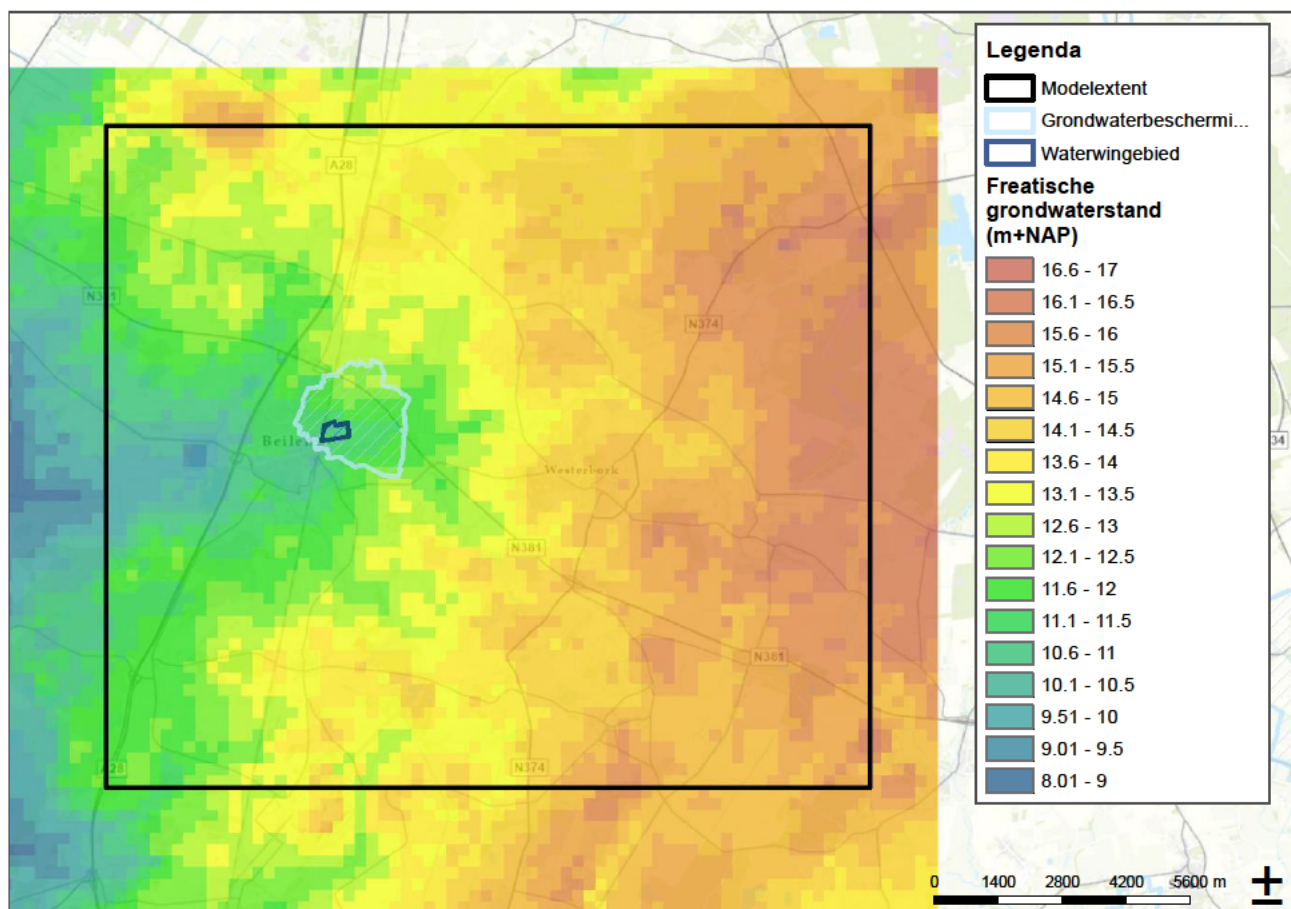 Legenda
Modelextent
Grondwaterbeschermi...
Waterwingebied
Freatische
grondwaterstand
(m+NAP)
16.6 - 17
16.1 - 16.5
15.6 - 16
15.1 - 15.5
14.6 - 15
14.1 - 14.5
13.6 - 14
13.1 - 13.5
12.6 - 13
12.1 - 12.5
11.6 - 12
11.1 - 11.5
10.6 - 11
10.1 - 10.5
9.51 - 10
9.01 - 9.5
8.01 - 9
A28
N381
N374
Beilen
Westerbork
34
N381
N381
A28
N374
0 1400 2800 4200 5600 m